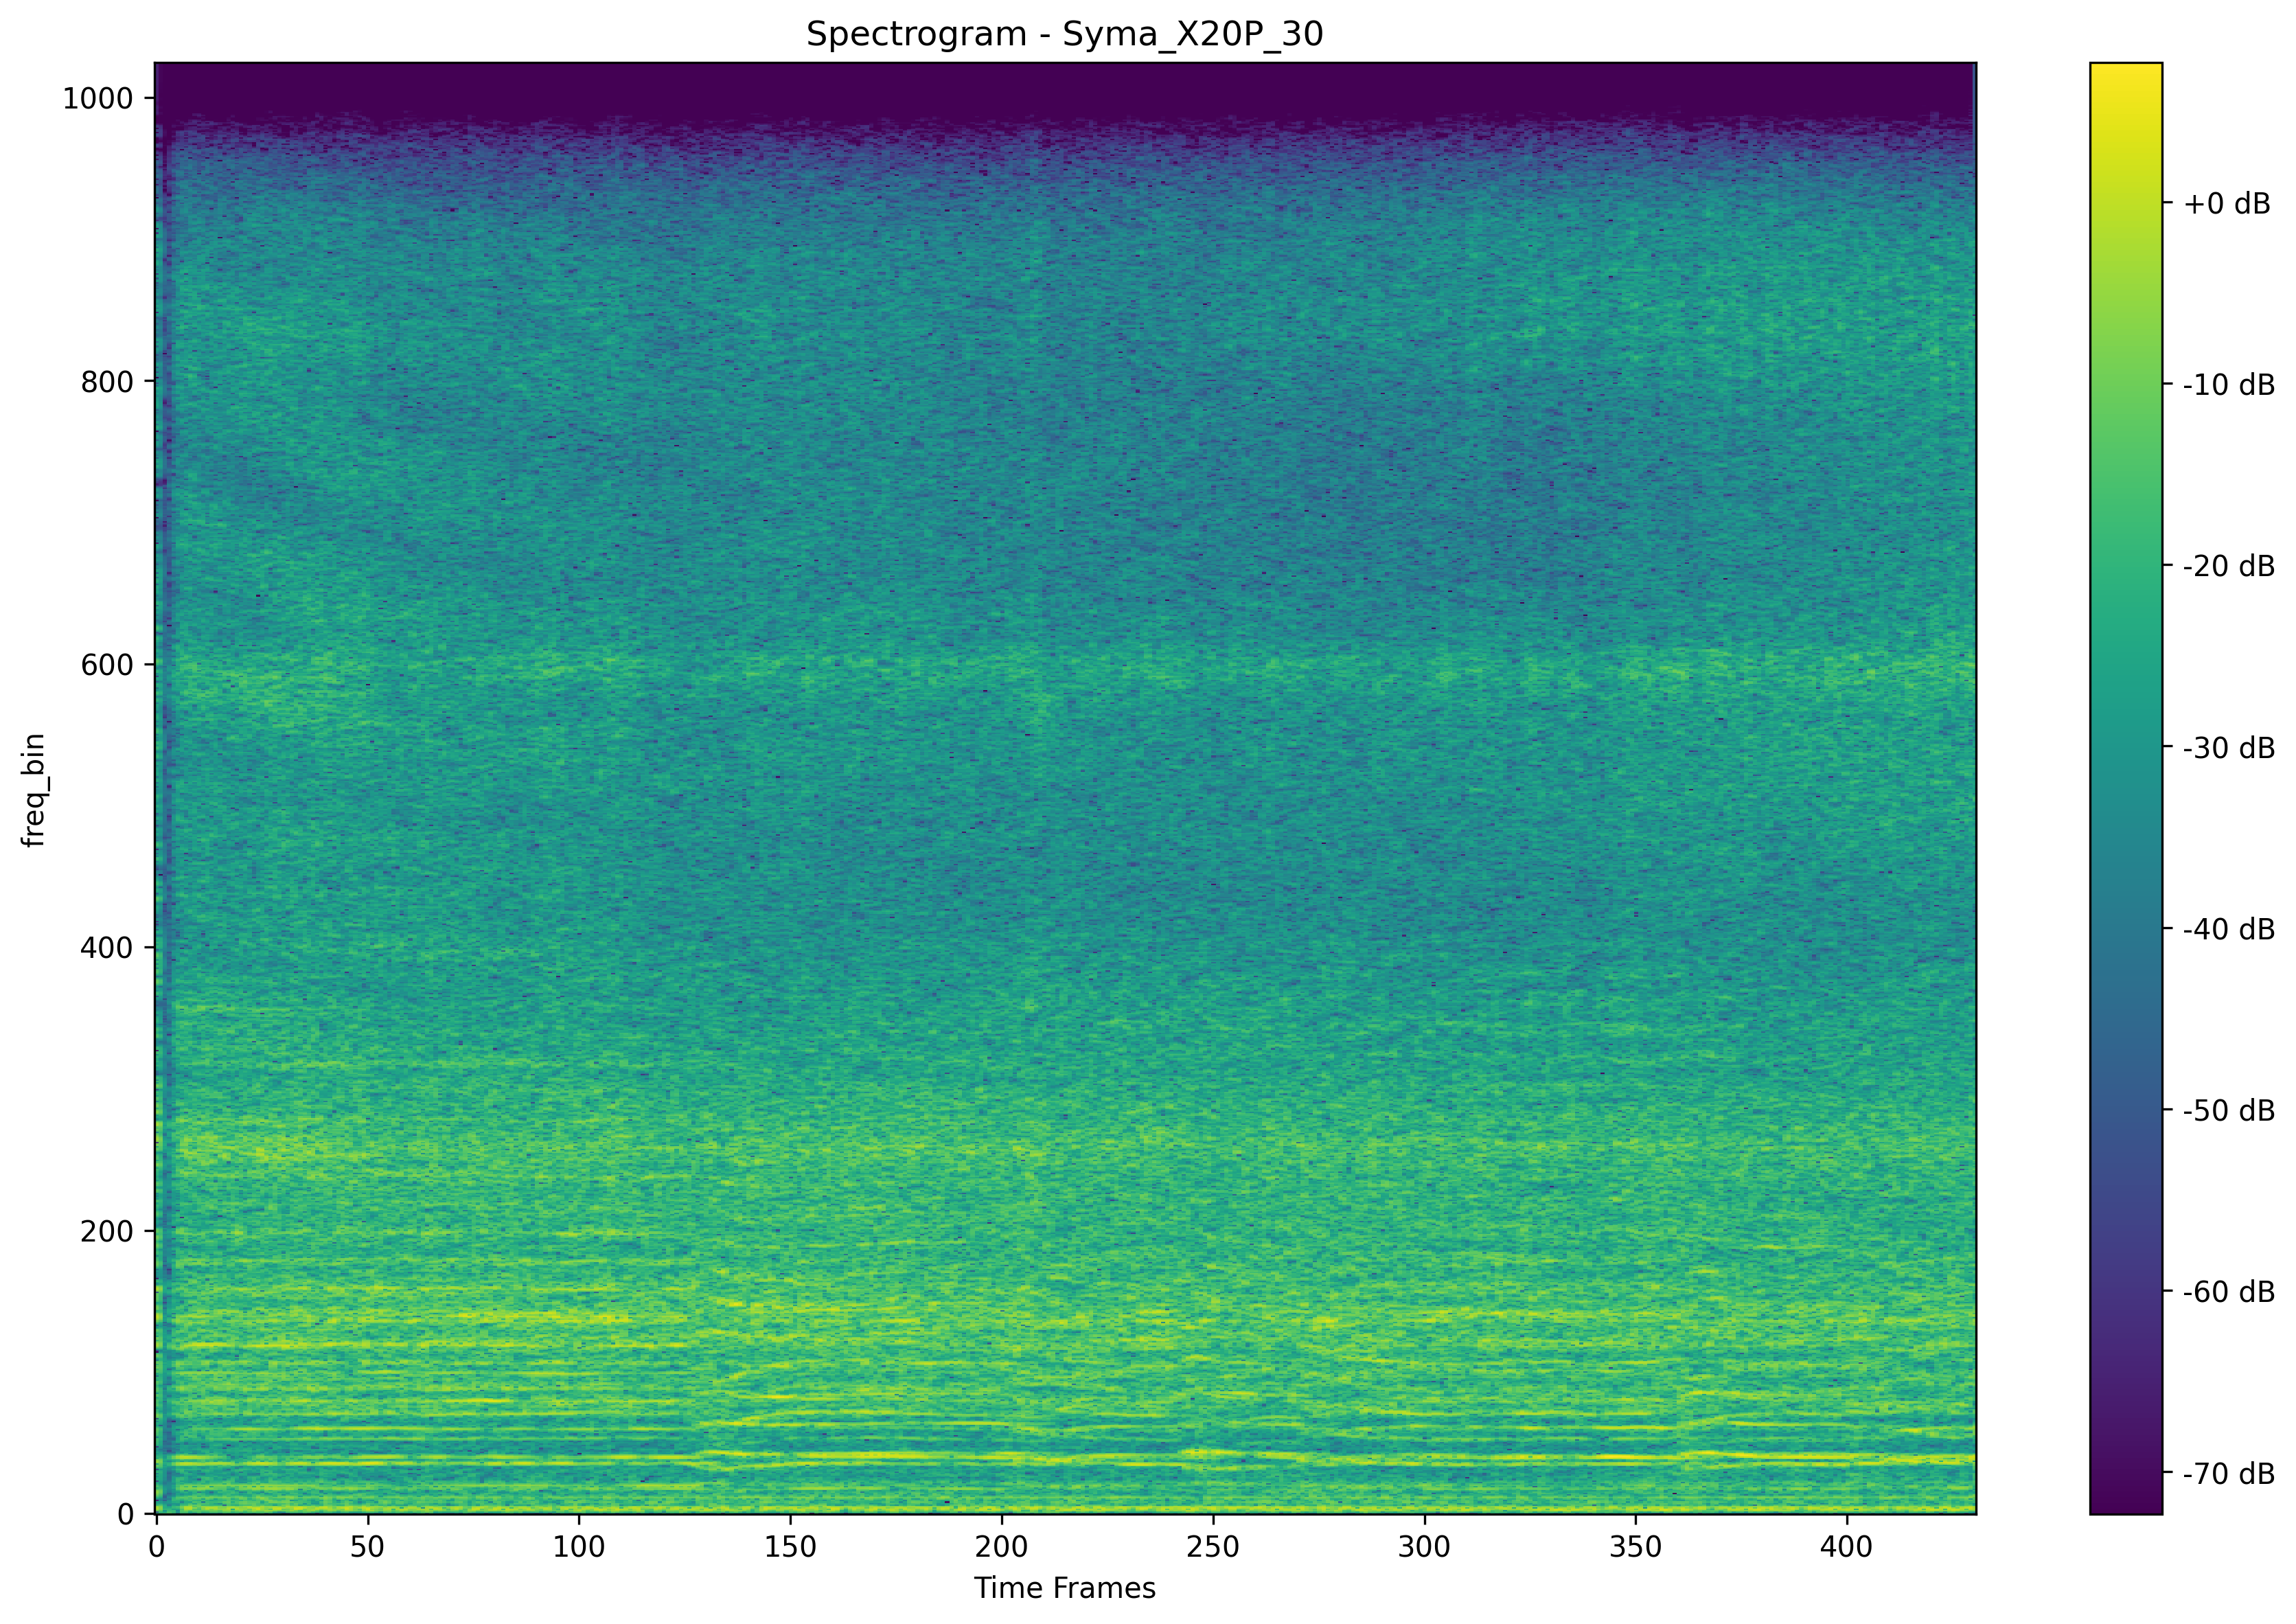 Spectrogram - Syma_X20P_30
1000
800
600
400
200
0
freq_bin
0 50 100 150 200 250 300 350 400
Time Frames
+0 dB
-10 dB
-20 dB
-30 dB
-40 dB
-50 dB
-60 dB
-70 dB